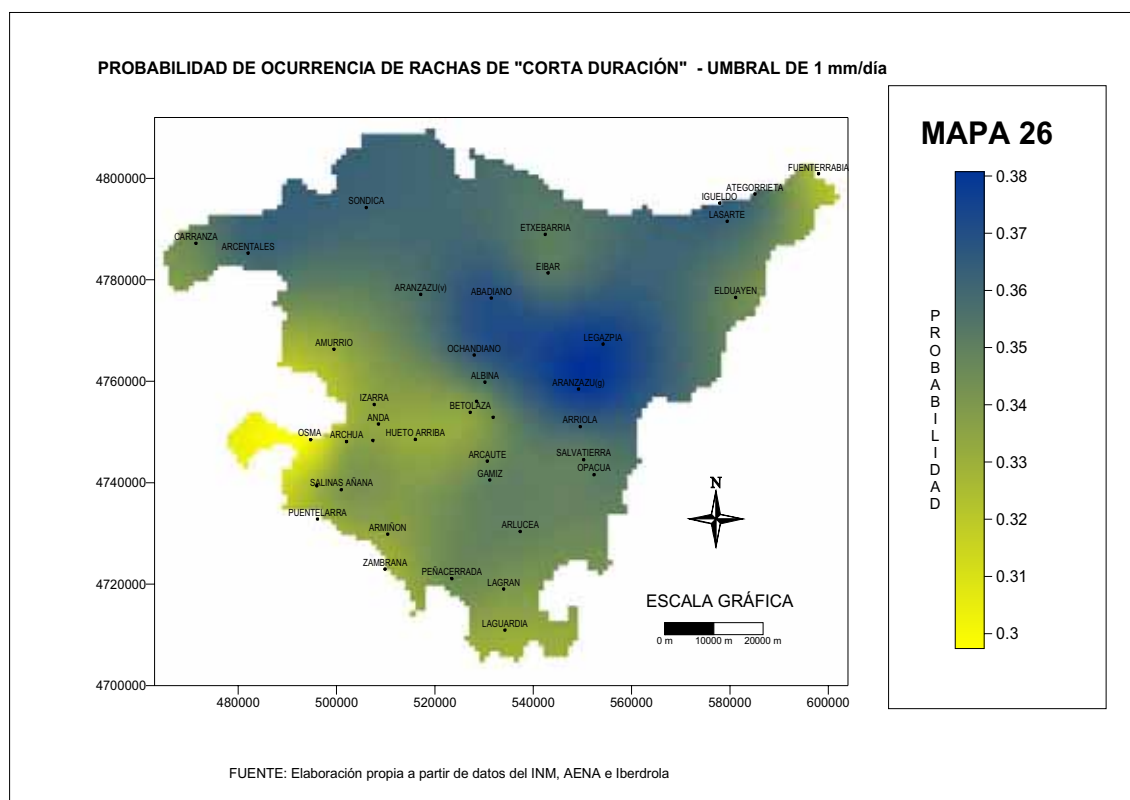 PROBABILIDAD DE OCURRENCIA DE RACHAS DE "CORTA DURACIÓN" - UMBRAL DE 1 mm/día
MAPA 26
4800000
4780000
4760000
4740000
4720000
4700000
480000
500000
520000
540000
560000
580000
600000
FUENTERRABIA
ATEGORRIETA
IGUELDO
LASARTE
SONDICA
ETXEBARRIA
CARRANZA
ARCENTALES
EIBAR
ELDUAYEN
ARANZAZU(v)
ABADIANO
AMURRIO
OCHANDIANO
LEGAZPIA
ALBINA
ARANZAZU(g)
IZARRA
BETOLAZA
ANDA
ARRIOLA
OSMA
ARCHUA
HUETO ARRIBA
ARCAUTE
SALVATIERRA
GAMIZ
OPACUA
SALINAS AÑANA
PUENTELARRA
ARMIÑON
ARLUCEA
ZAMBRANA
PEÑACERRADA
LAGRAN
LAGUARDIA
N
ESCALA GRÁFICA
0 m 10000 m 20000 m
PROBABILIDAD
0.38
0.37
0.36
0.35
0.34
0.33
0.32
0.31
0.3
FUENTE: Elaboración propia a partir de datos del INM, AENA e Iberdrola